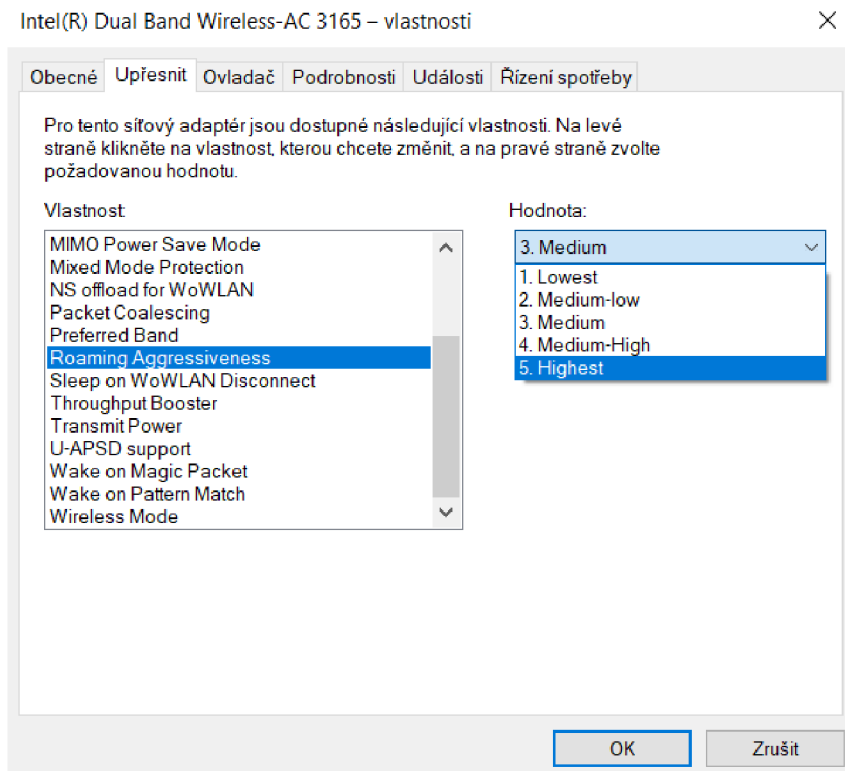 Intel(R) Dual Band Wireless-AC 3165 – vlastnosti
Obecné Upřesnit Ovladač Podrobnosti Události Řízení spotřeby
Pro tento síťový adaptér jsou dostupné následující vlastnosti. Na levé
straně klikněte na vlastnost, kterou chcete změnit, a na pravé straně zvolte
požadovanou hodnotu.
Vlastnost:
MIMO Power Save Mode
Mixed Mode Protection
NS offload for WoWLAN
Packet Coalescing
Preferred Band
Roaming Aggressiveness
Sleep on WoWLAN Disconnect
Throughput Booster
Transmit Power
U-APSD support
Wake on Magic Packet
Wake on Pattern Match
Wireless Mode
Hodnota:
3. Medium
1. Lowest
2. Medium-low
3. Medium
4. Medium-High
5. Highest
OK
Zrušit